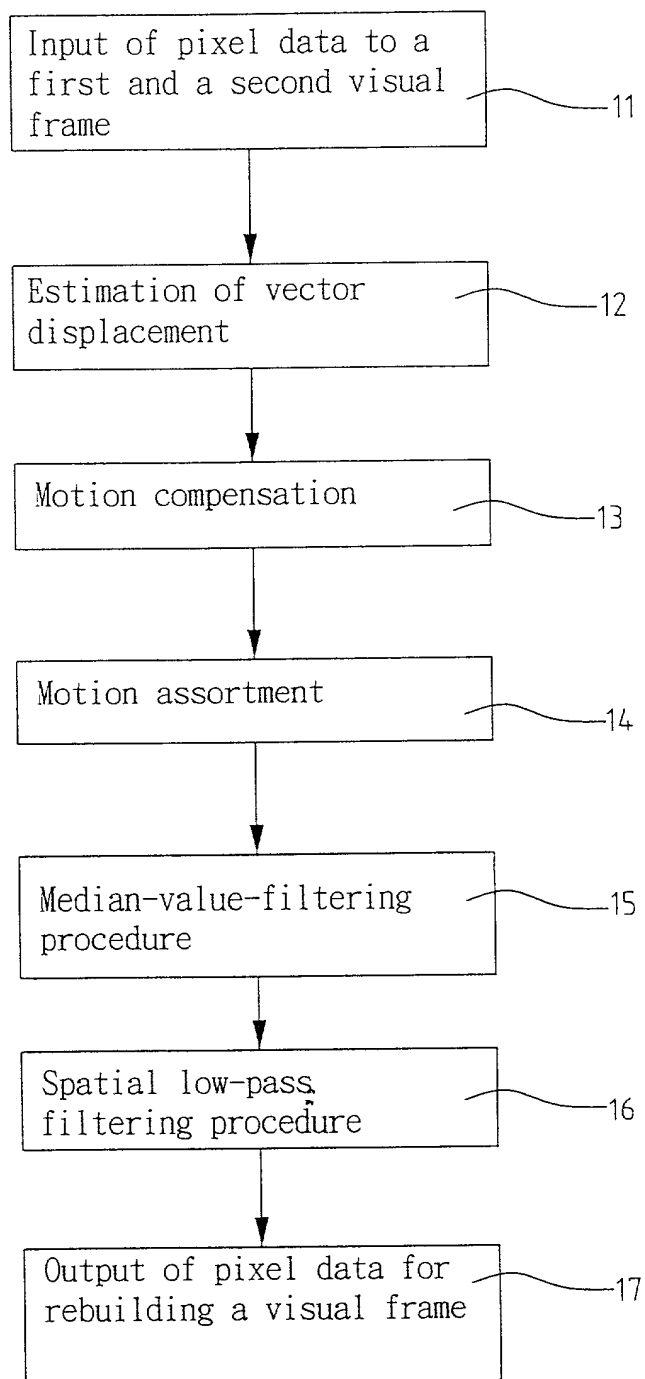 Input of pixel data to a
first and a second visual
frame
11
Estimation of vector
displacement
12
Motion compensation
13
Motion assortment
14
Median-value-filtering
procedure
15
Spatial low-pass
filtering procedure
16
Output of pixel data for
rebuilding a visual frame
17